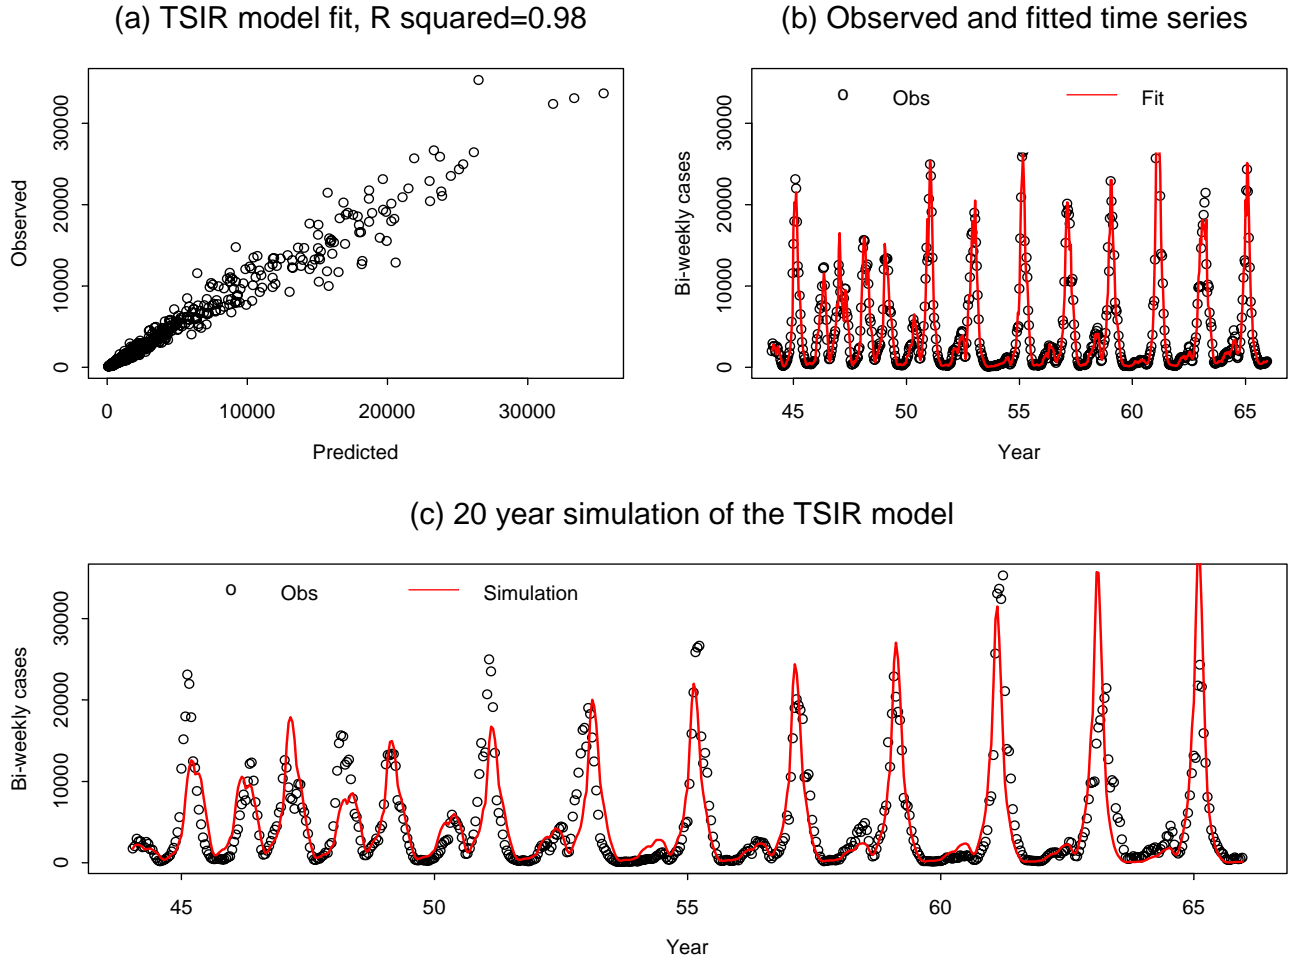 (a) TSIR model fit, R squared=0.98
Observed
0 10000 20000 30000
0 10000 20000 30000
Predicted
(b) Observed and fitted time series
o Obs Fit
Bi-weekly cases
0 10000 20000 30000
45 50 55 60 65
Year
(c) 20 year simulation of the TSIR model
o Obs Simulation
Bi-weekly cases
0 10000 20000 30000
45 50 55 60 65
Year